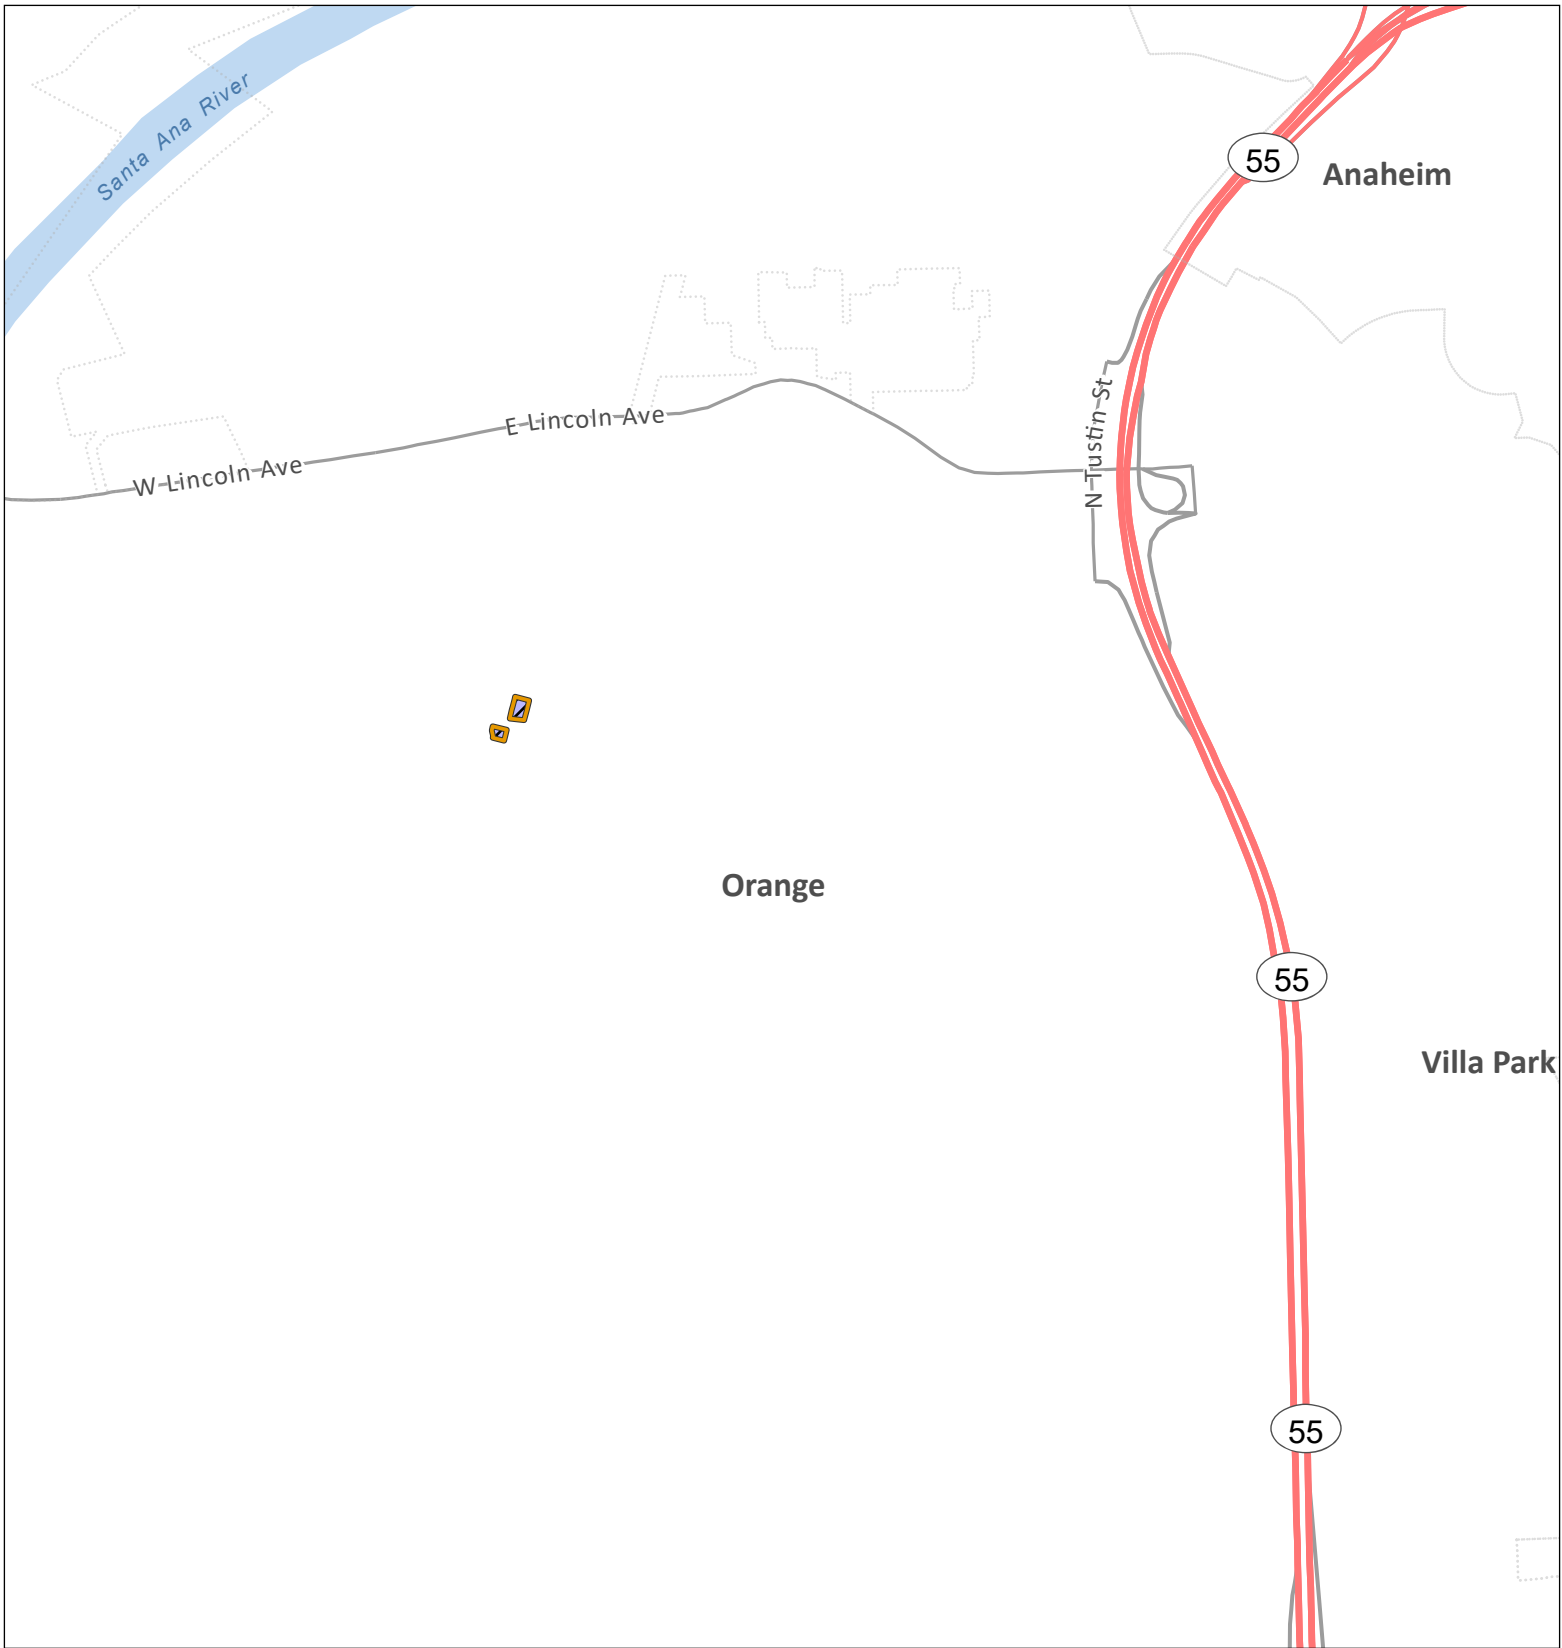 Santa Ana River
55
Anaheim
N Tustin St
E Lincoln Ave
W Lincoln Ave
Orange
55
Villa Park
55